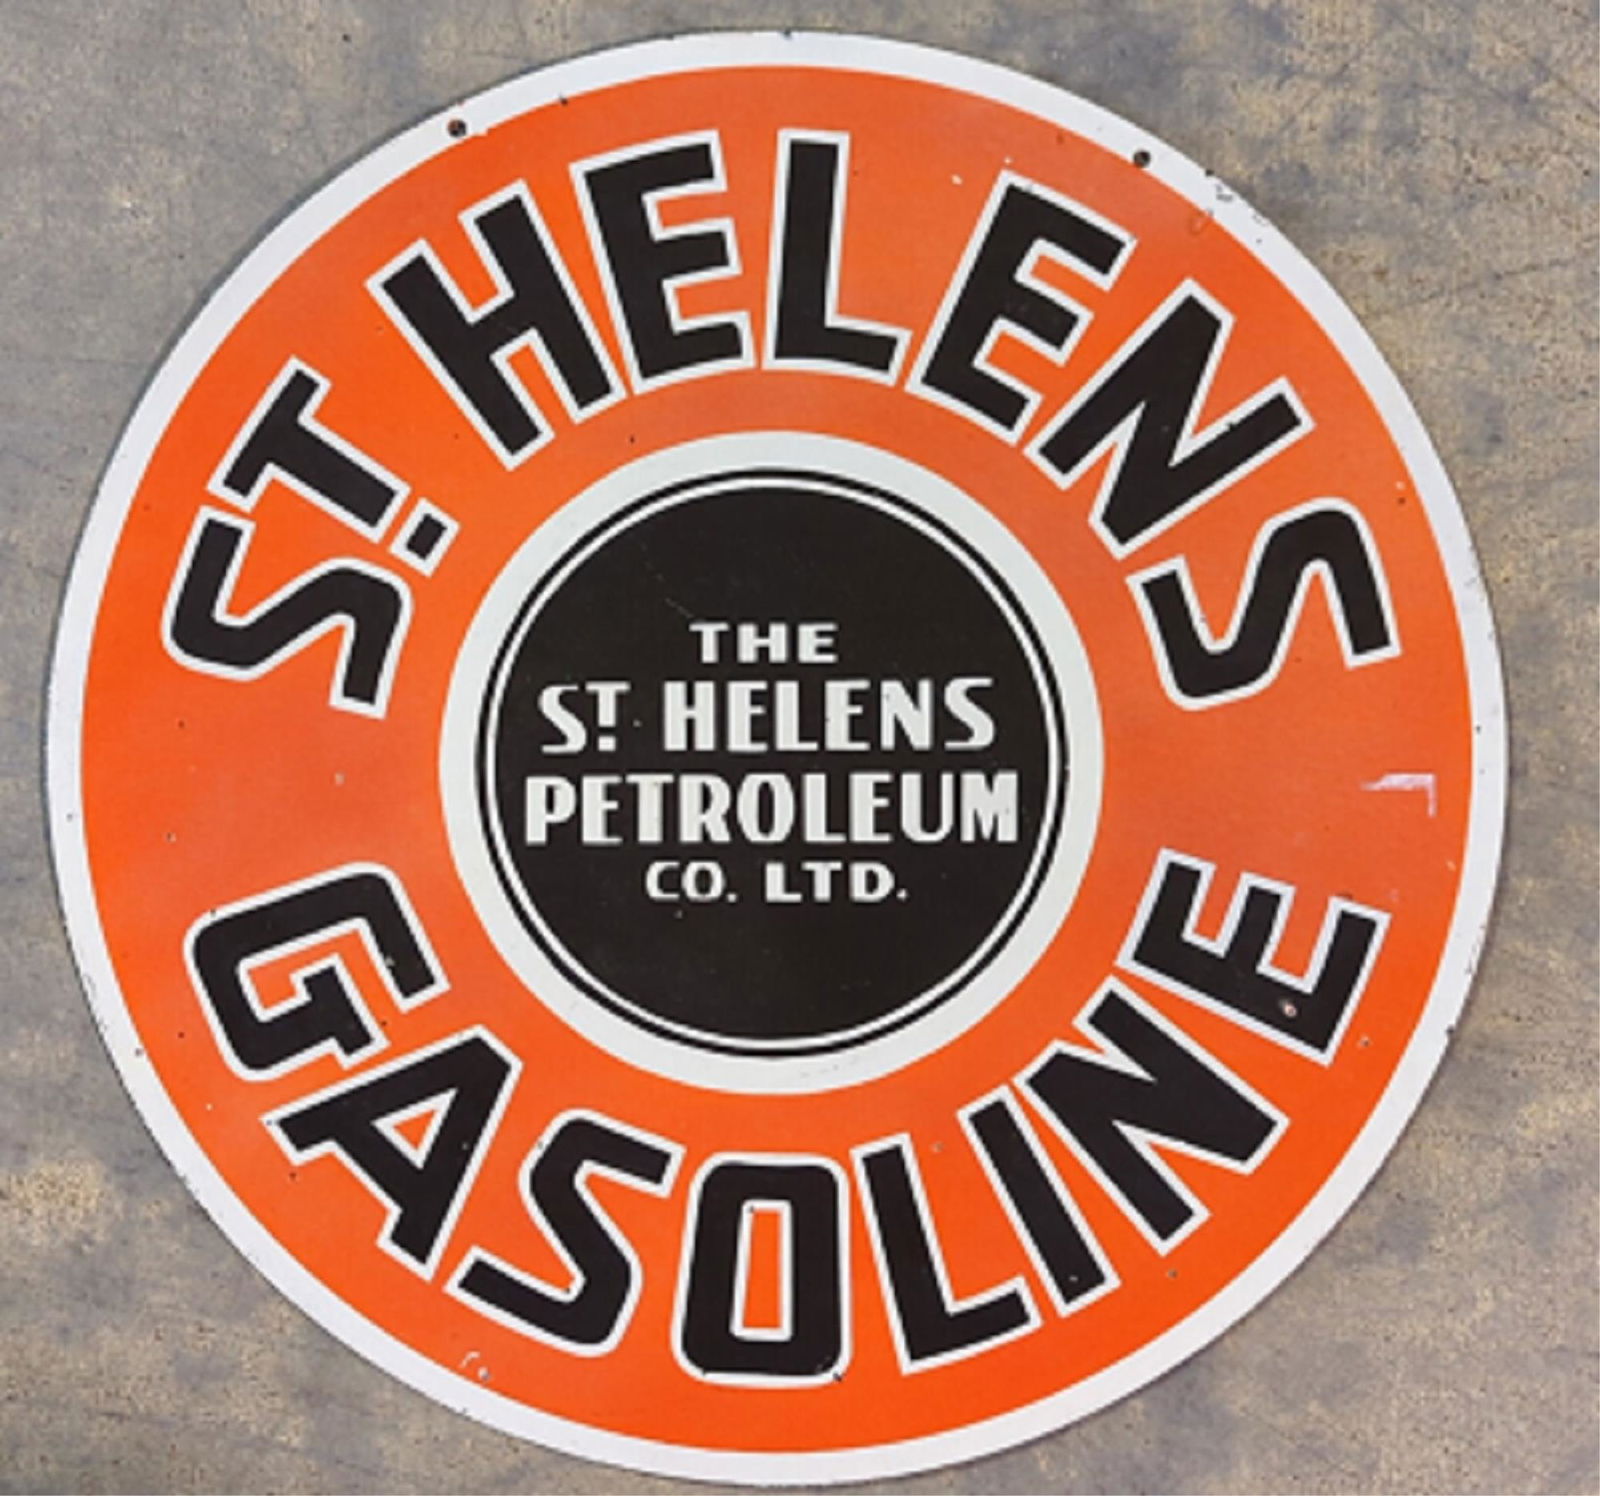 ST. HELENS
THE
ST. HELENS
PETROLEUM
CO. LTD.
GASOLINE